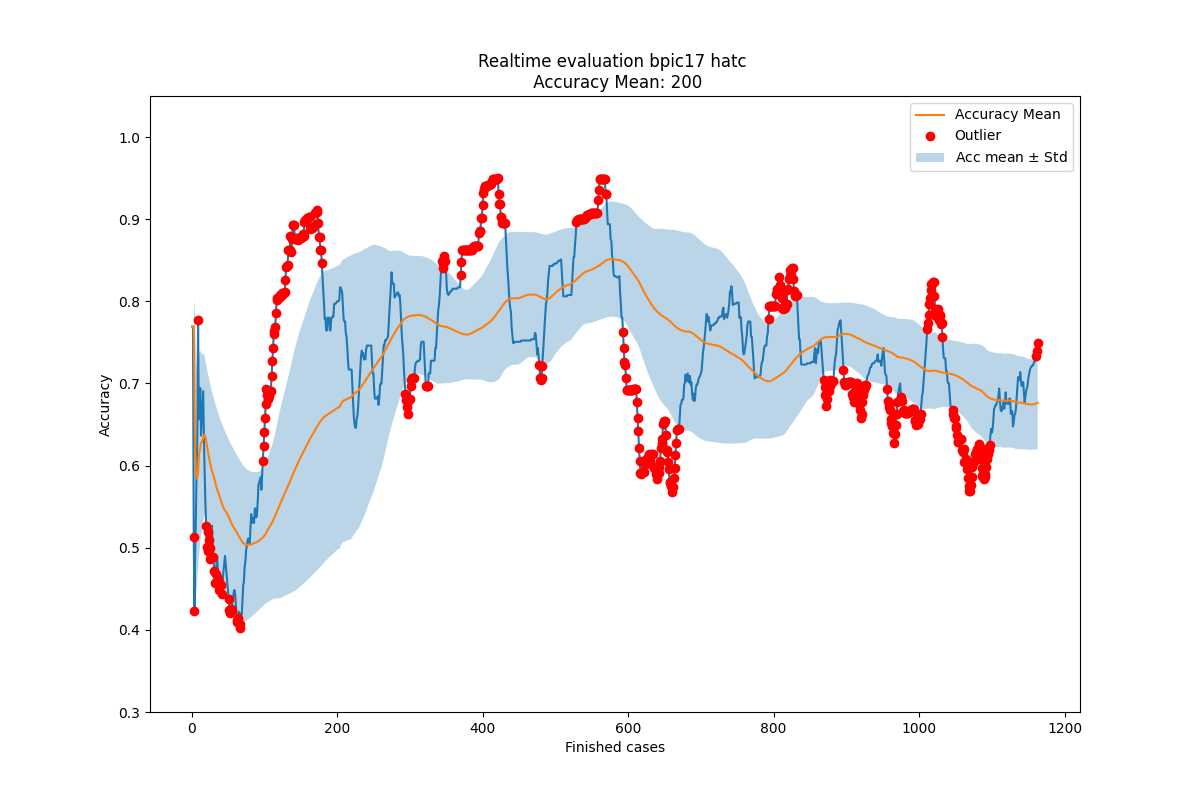 Realtime evaluation bpic17 hatc
Accuracy Mean: 200
Accuracy Mean
Outlier
Acc mean ± Std
1.0
0.9
0.8
0.7
0.6
0.5
0.4
0.3
Accuracy
0 200 400 600 800 1000 1200
Finished cases